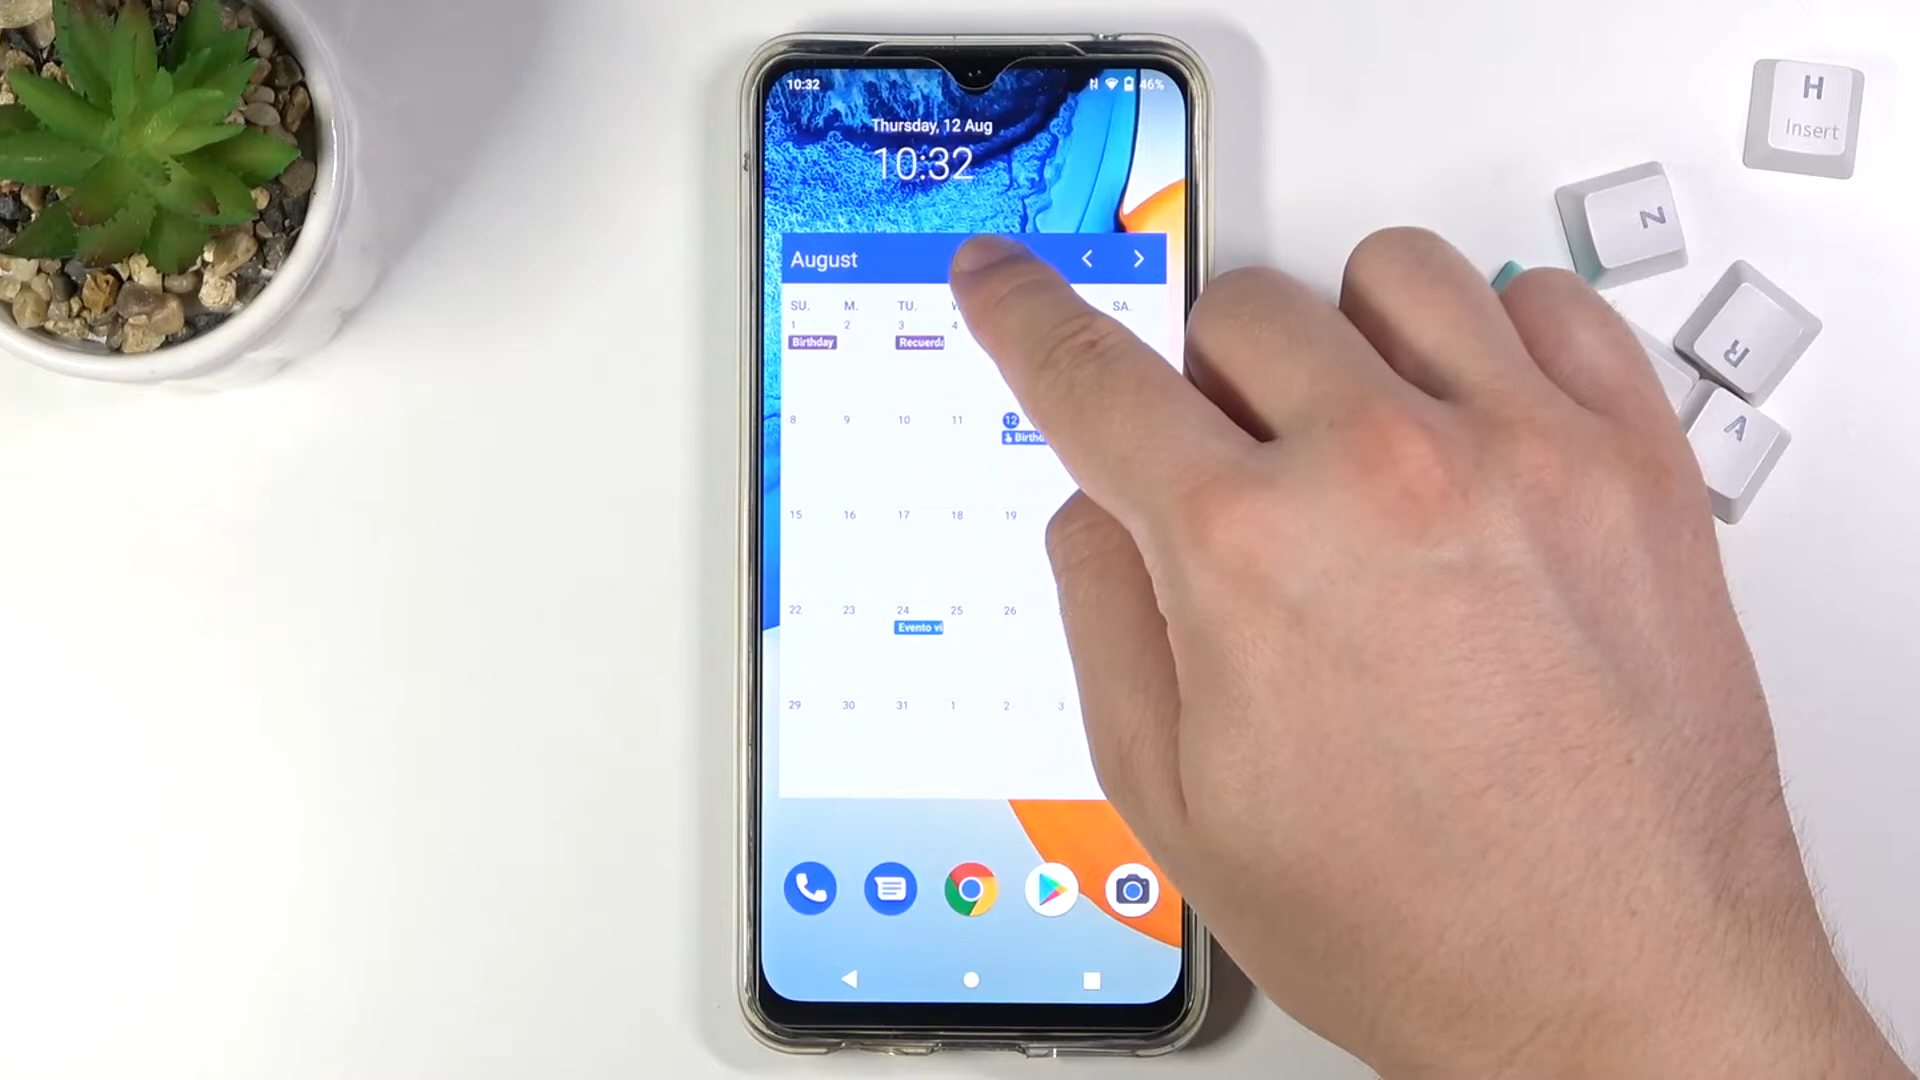 10:32 46%
Thursday, 12 Aug
10:32
August
SU. M. TU. SA.
1 2 3 4
Birthday Recuerda
8 9 10 11 12
Birthd
15 16 17 18 19
22 23 24 25 26
Evento vi
29 30 31 1 2 3
H
Insert
N
R
A